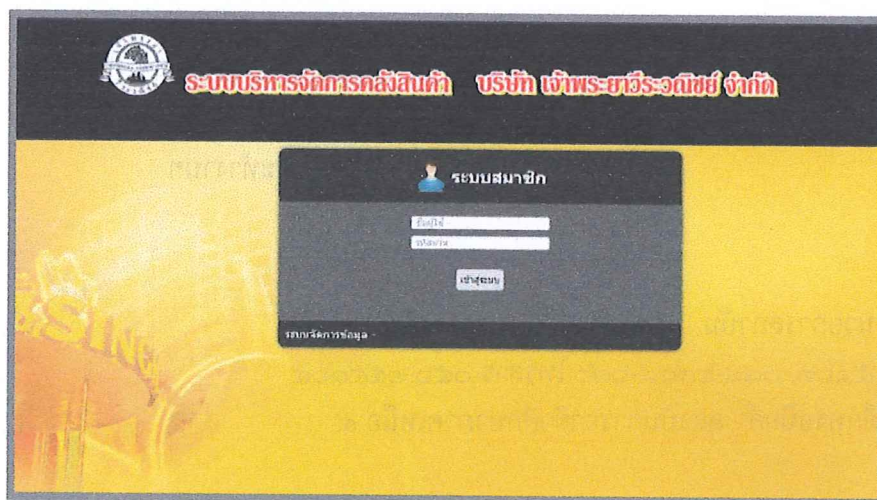 ระบบบริหารจัดการคลังสินค้า บริษัท เจ้าพระยาวีระวณิชย์ จำกัด
ระบบสมาชิก
ชื่อผู้ใช้
รหัสผ่าน
เข้าสู่ระบบ
ระบบจัดการข้อมูล -